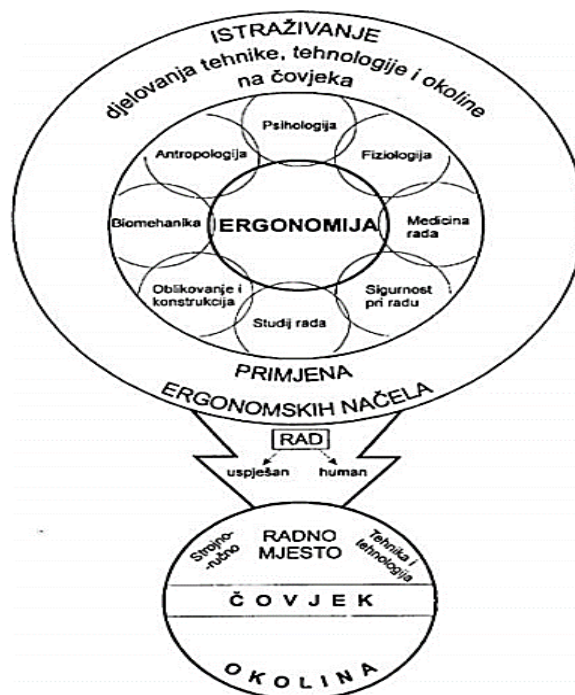 ISTRAŽIVANJE
djelovanja tehnike, tehnologije i okoline
na čovjeka
Psihologija
Antropologija
Fiziologija
Biomehanika
ERGONOMIJA
Medicina
rada
Oblikovanje i
konstrukcija
Sigurnost
pri radu
Studij rada
PRIMJENA
ERGONOMSKIH NAČELA
RAD
uspješan
human
Strojno-
-ručno
RADNO
MJESTO
Tehnika i
tehnologija
ČOVJEK
OKOLINA